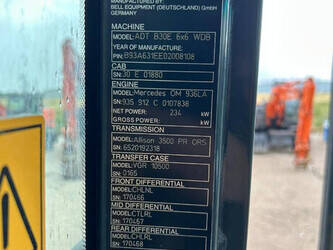 MANUFACTURED BY:
BELL EQUIPMENT (DEUTSCHLAND) GMBH
GERMANY
MACHINE
MODEL: ADT B30E 6x6 WDB
YEAR OF MANUFACTURE:
PIN: B93A631EE02008108
CAB
SN: 30 E 01880
ENGINE
MODEL: Mercedes OM 936LA
SN: 935 912 C 0107838
NET POWER: 234 kW
GROSS POWER: kW
TRANSMISSION
MODEL: Allison 3500 PR ORS
SN: 6520192318
TRANSFER CASE
MODEL: VGR 10500
SN: 0165
FRONT DIFFERENTIAL
MODEL: CHLNL
SN: 170466
MID DIFFERENTIAL
MODEL: CTLRL
SN: 170467
REAR DIFFERENTIAL
MODEL: CHLRL
SN: 170468